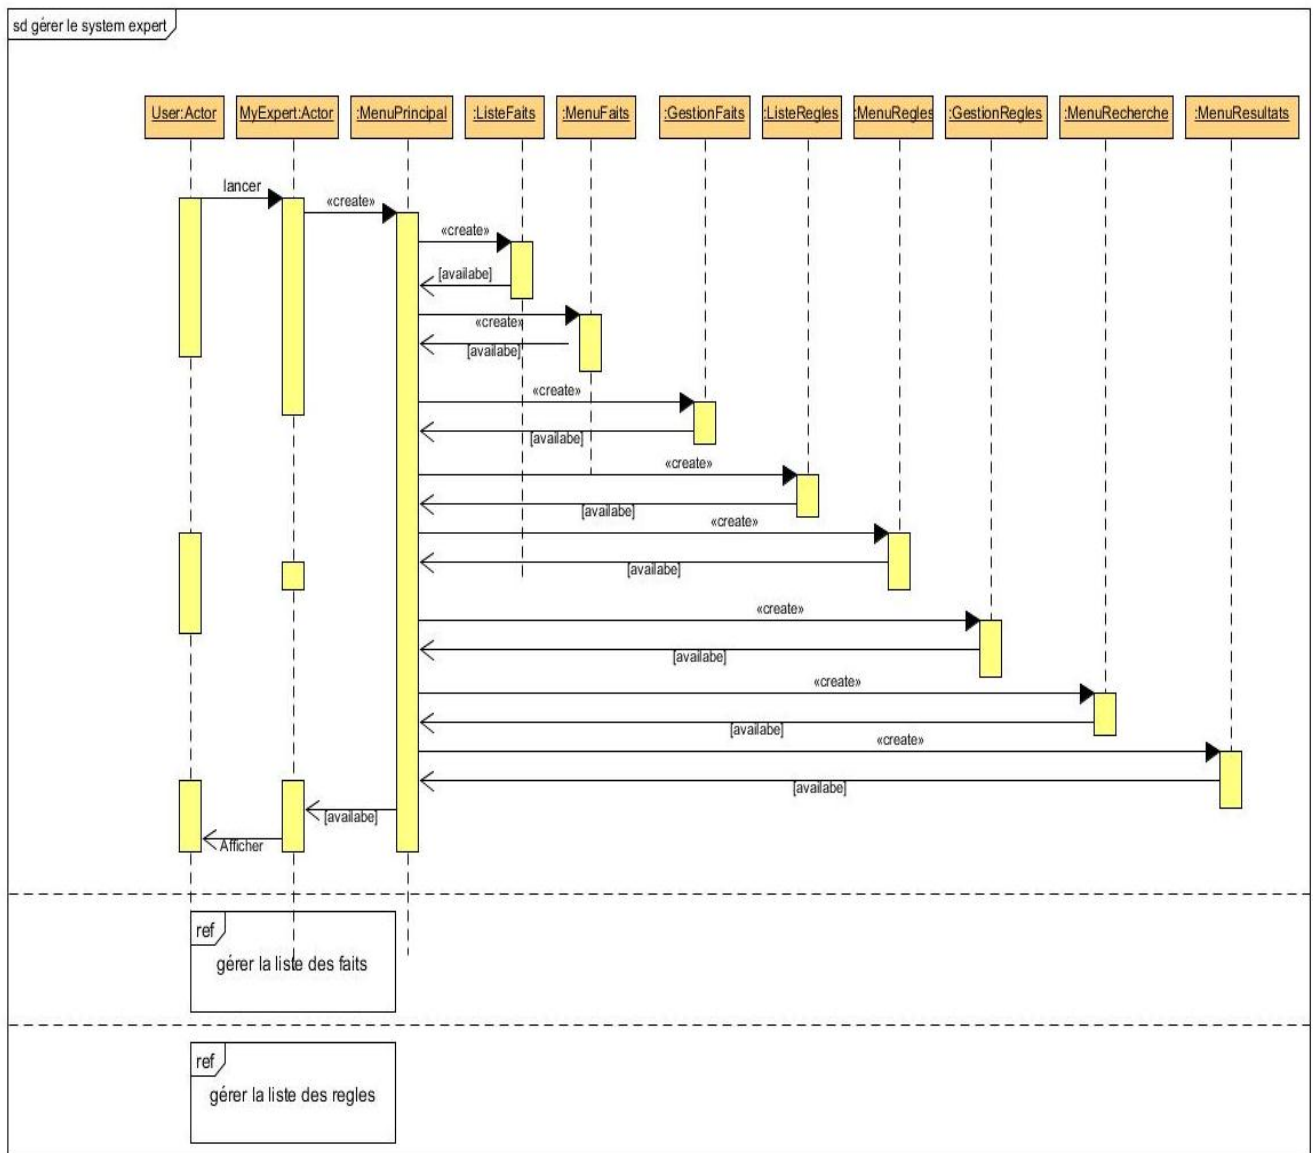 sd gérer le system expert
User:Actor
MyExpert:Actor
:MenuPrincipal
:ListeFaits
:MenuFaits
:GestionFaits
:ListeRegles
:MenuRegles
:GestionRegles
:MenuRecherche
:MenuResultats
lancer
«create»
«create»
[availabe]
«create»
[availabe]
«create»
[availabe]
«create»
[availabe]
«create»
[availabe]
«create»
[availabe]
«create»
[availabe]
«create»
[availabe]
[availabe]
Afficher
ref
gérer la liste des faits
ref
gérer la liste des regles